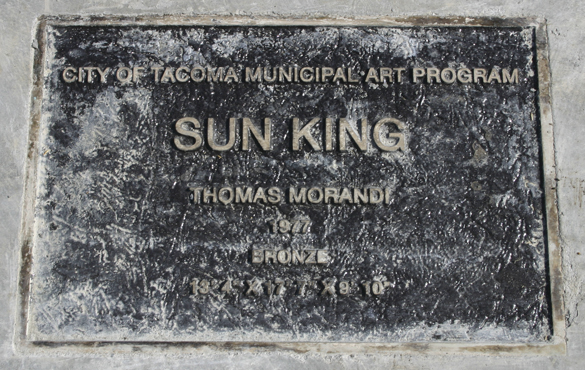 CITY OF TACOMA MUNICIPAL ART PROGRAM
SUN KING
THOMAS MORANDI
1977
BRONZE